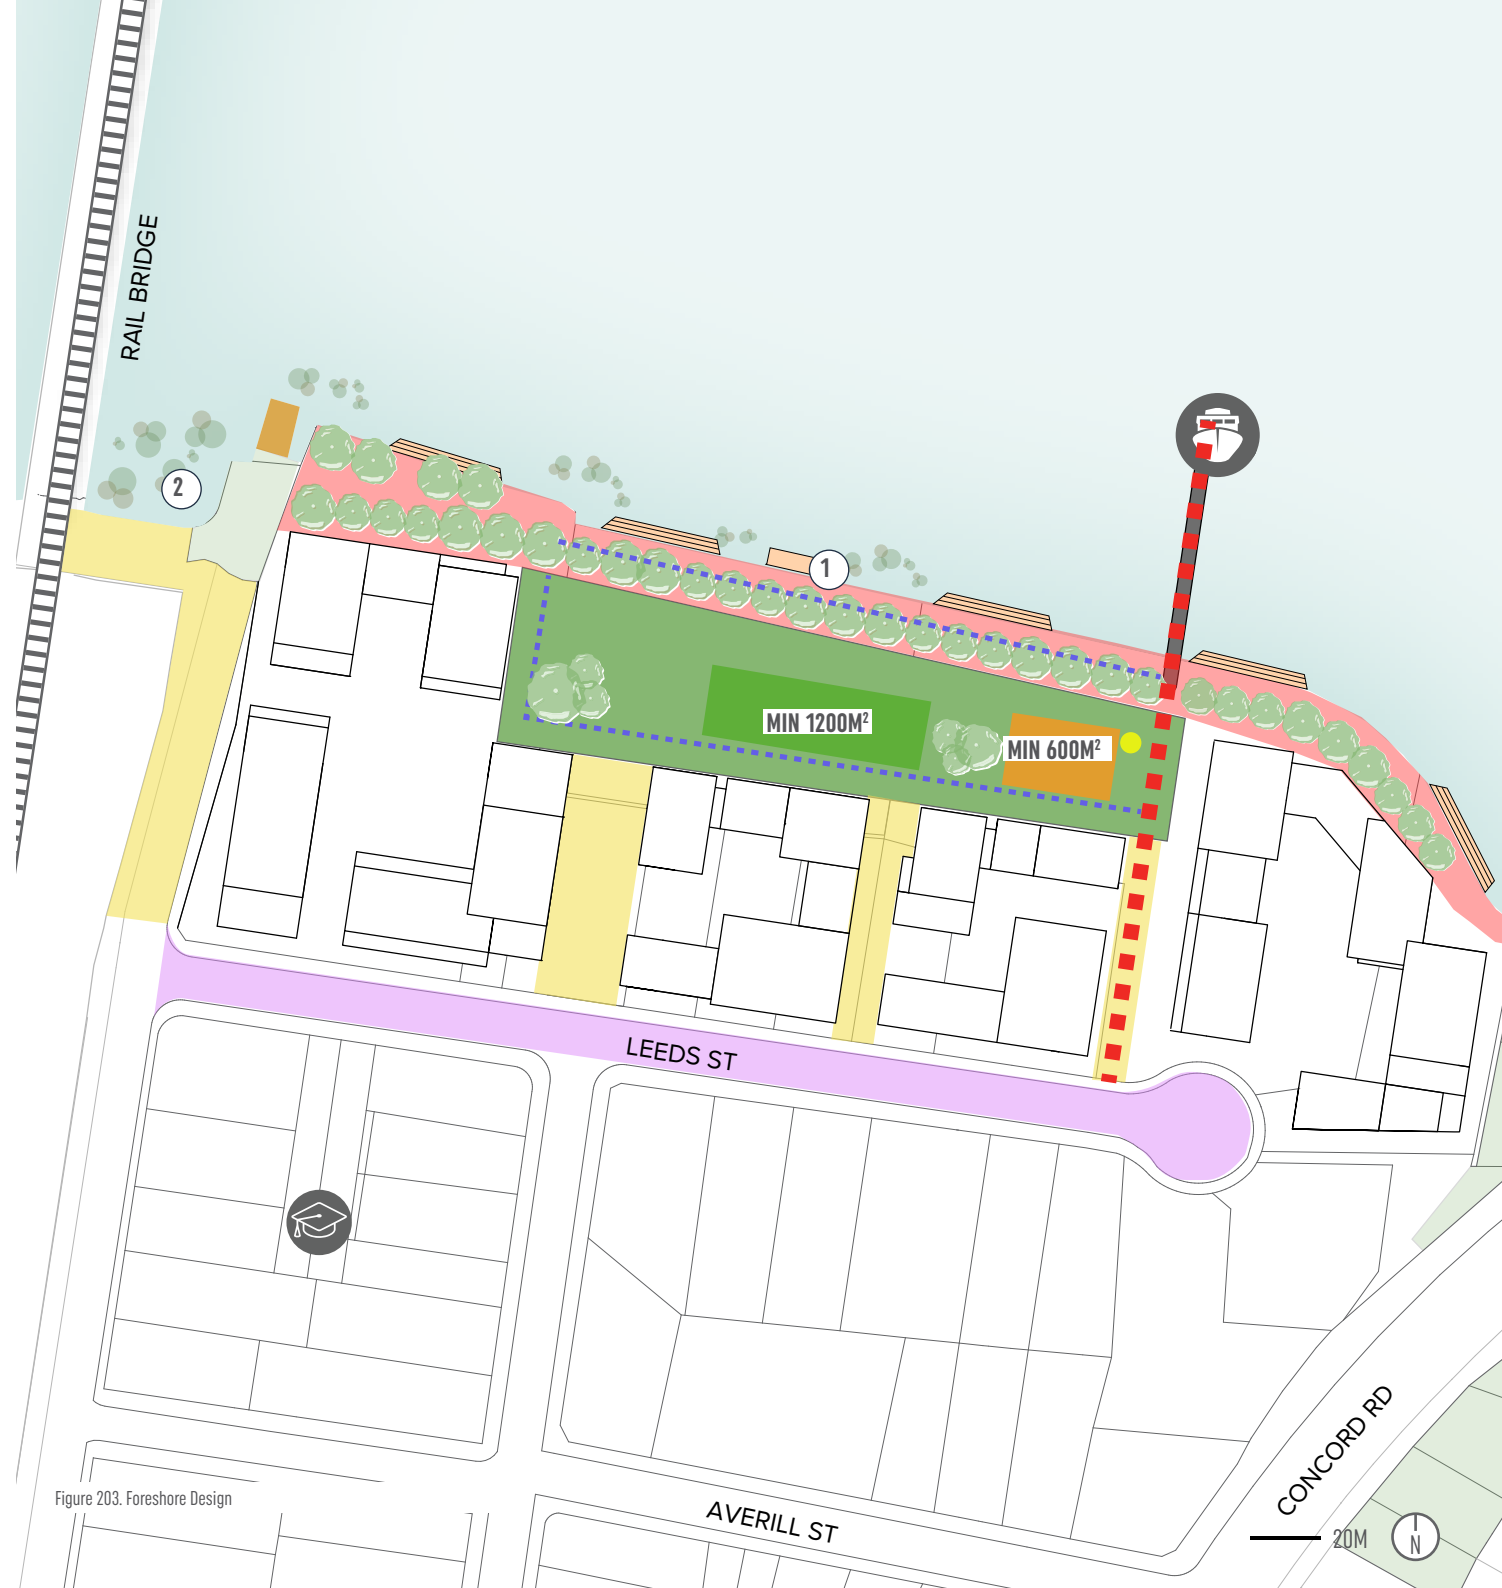 RAIL BRIDGE
2
1
MIN 1200M²
MIN 600M²
LEEDS ST
CONCORD RD
Figure 203. Foreshore Design
AVERILL ST
20M
N